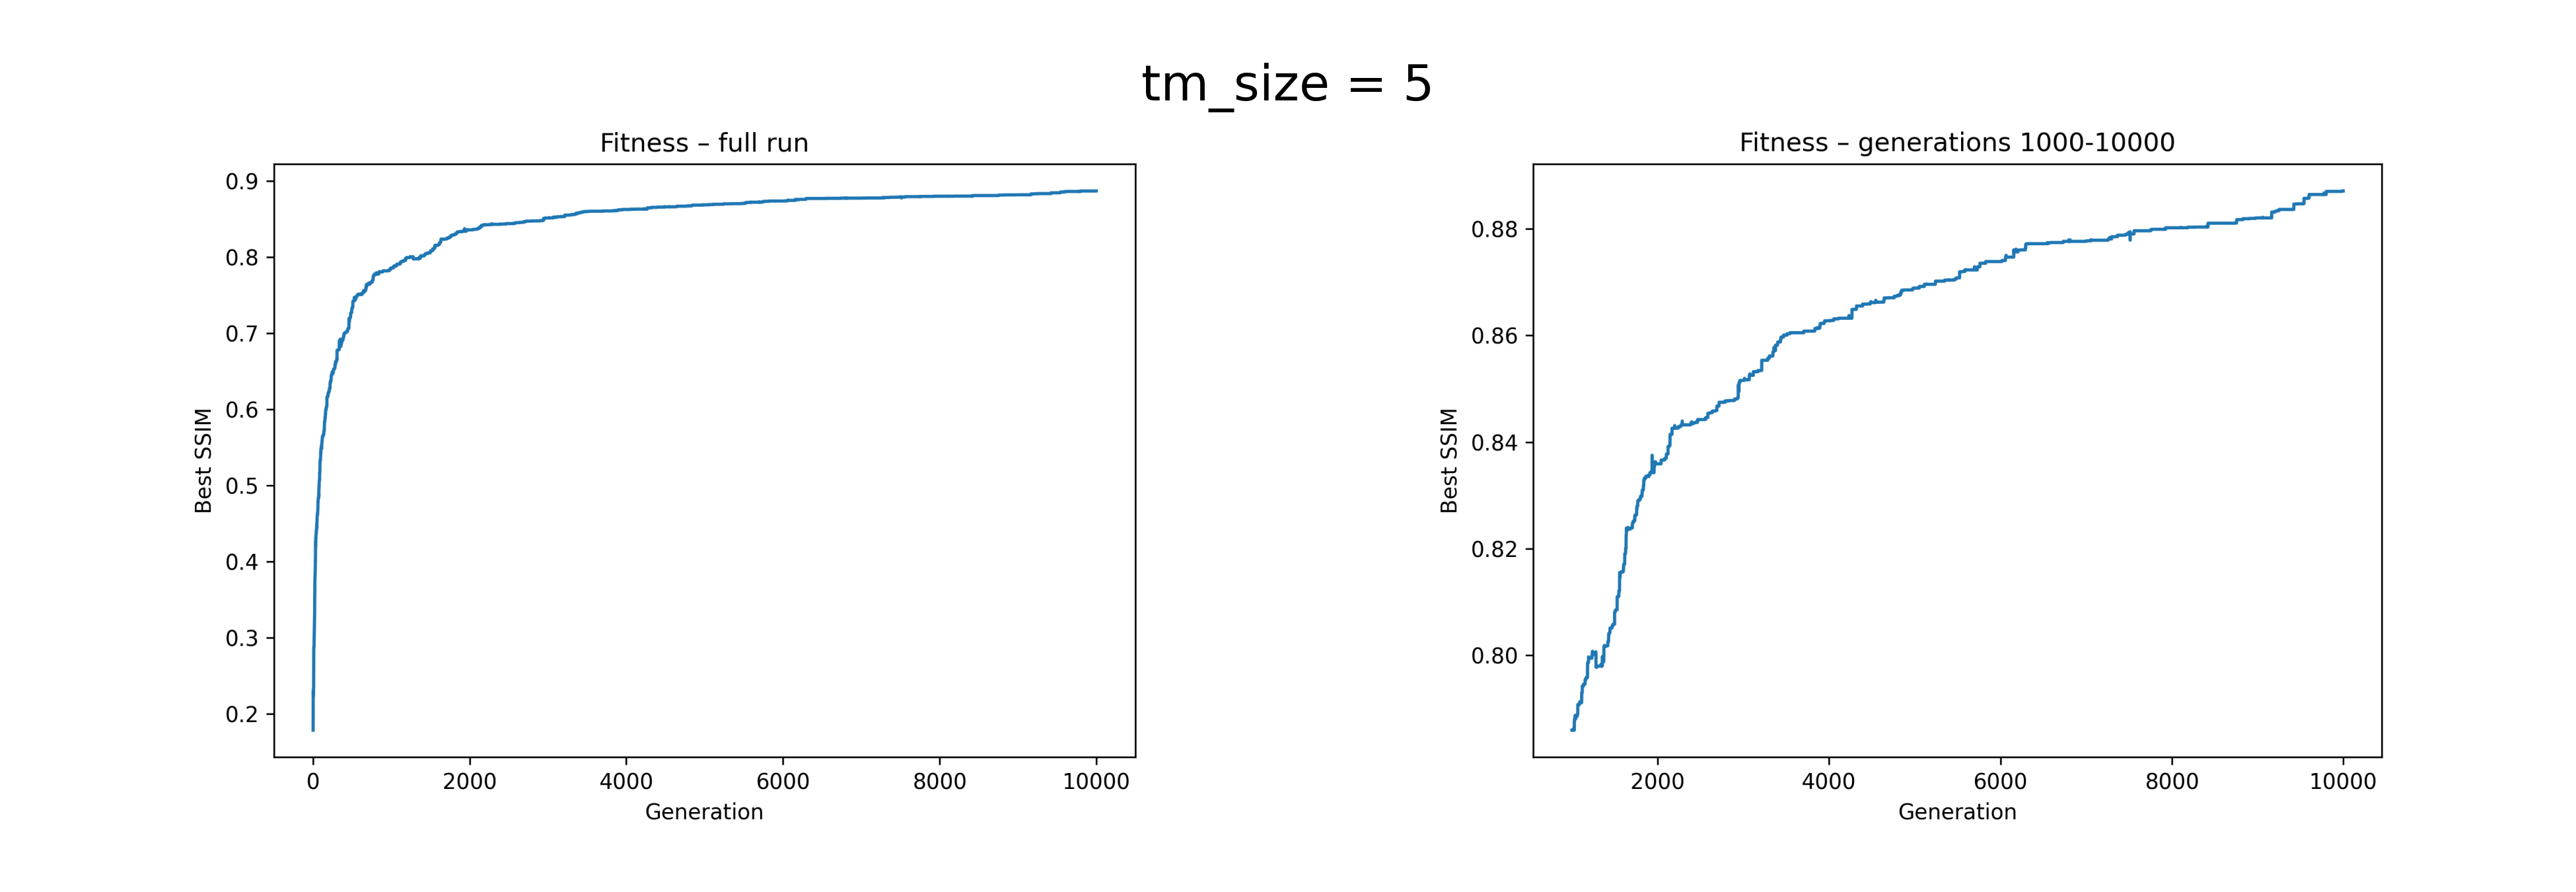 tm_size = 5
Fitness – full run
Best SSIM
0.9
0.8
0.7
0.6
0.5
0.4
0.3
0.2
0 2000 4000 6000 8000 10000
Generation
Fitness – generations 1000-10000
Best SSIM
0.88
0.86
0.84
0.82
0.80
2000 4000 6000 8000 10000
Generation